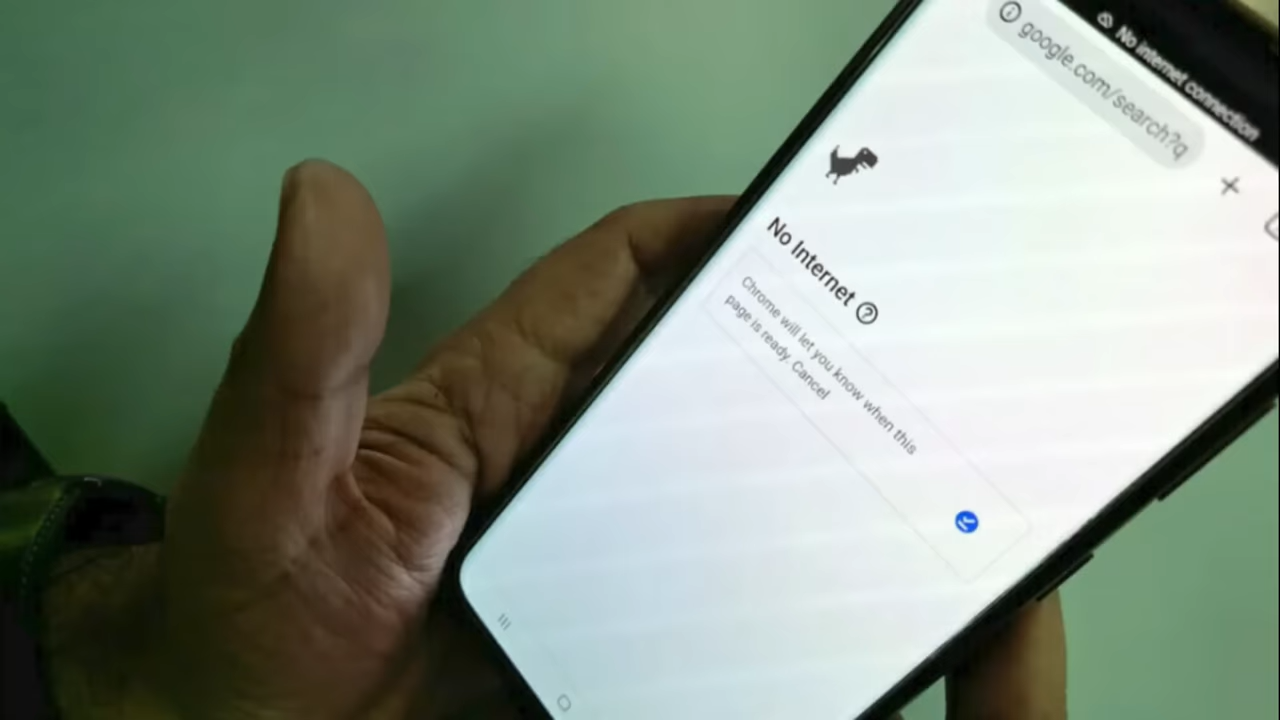 No internet connection
google.com/search?q
No Internet
Chrome will let you know when this
page is ready. Cancel